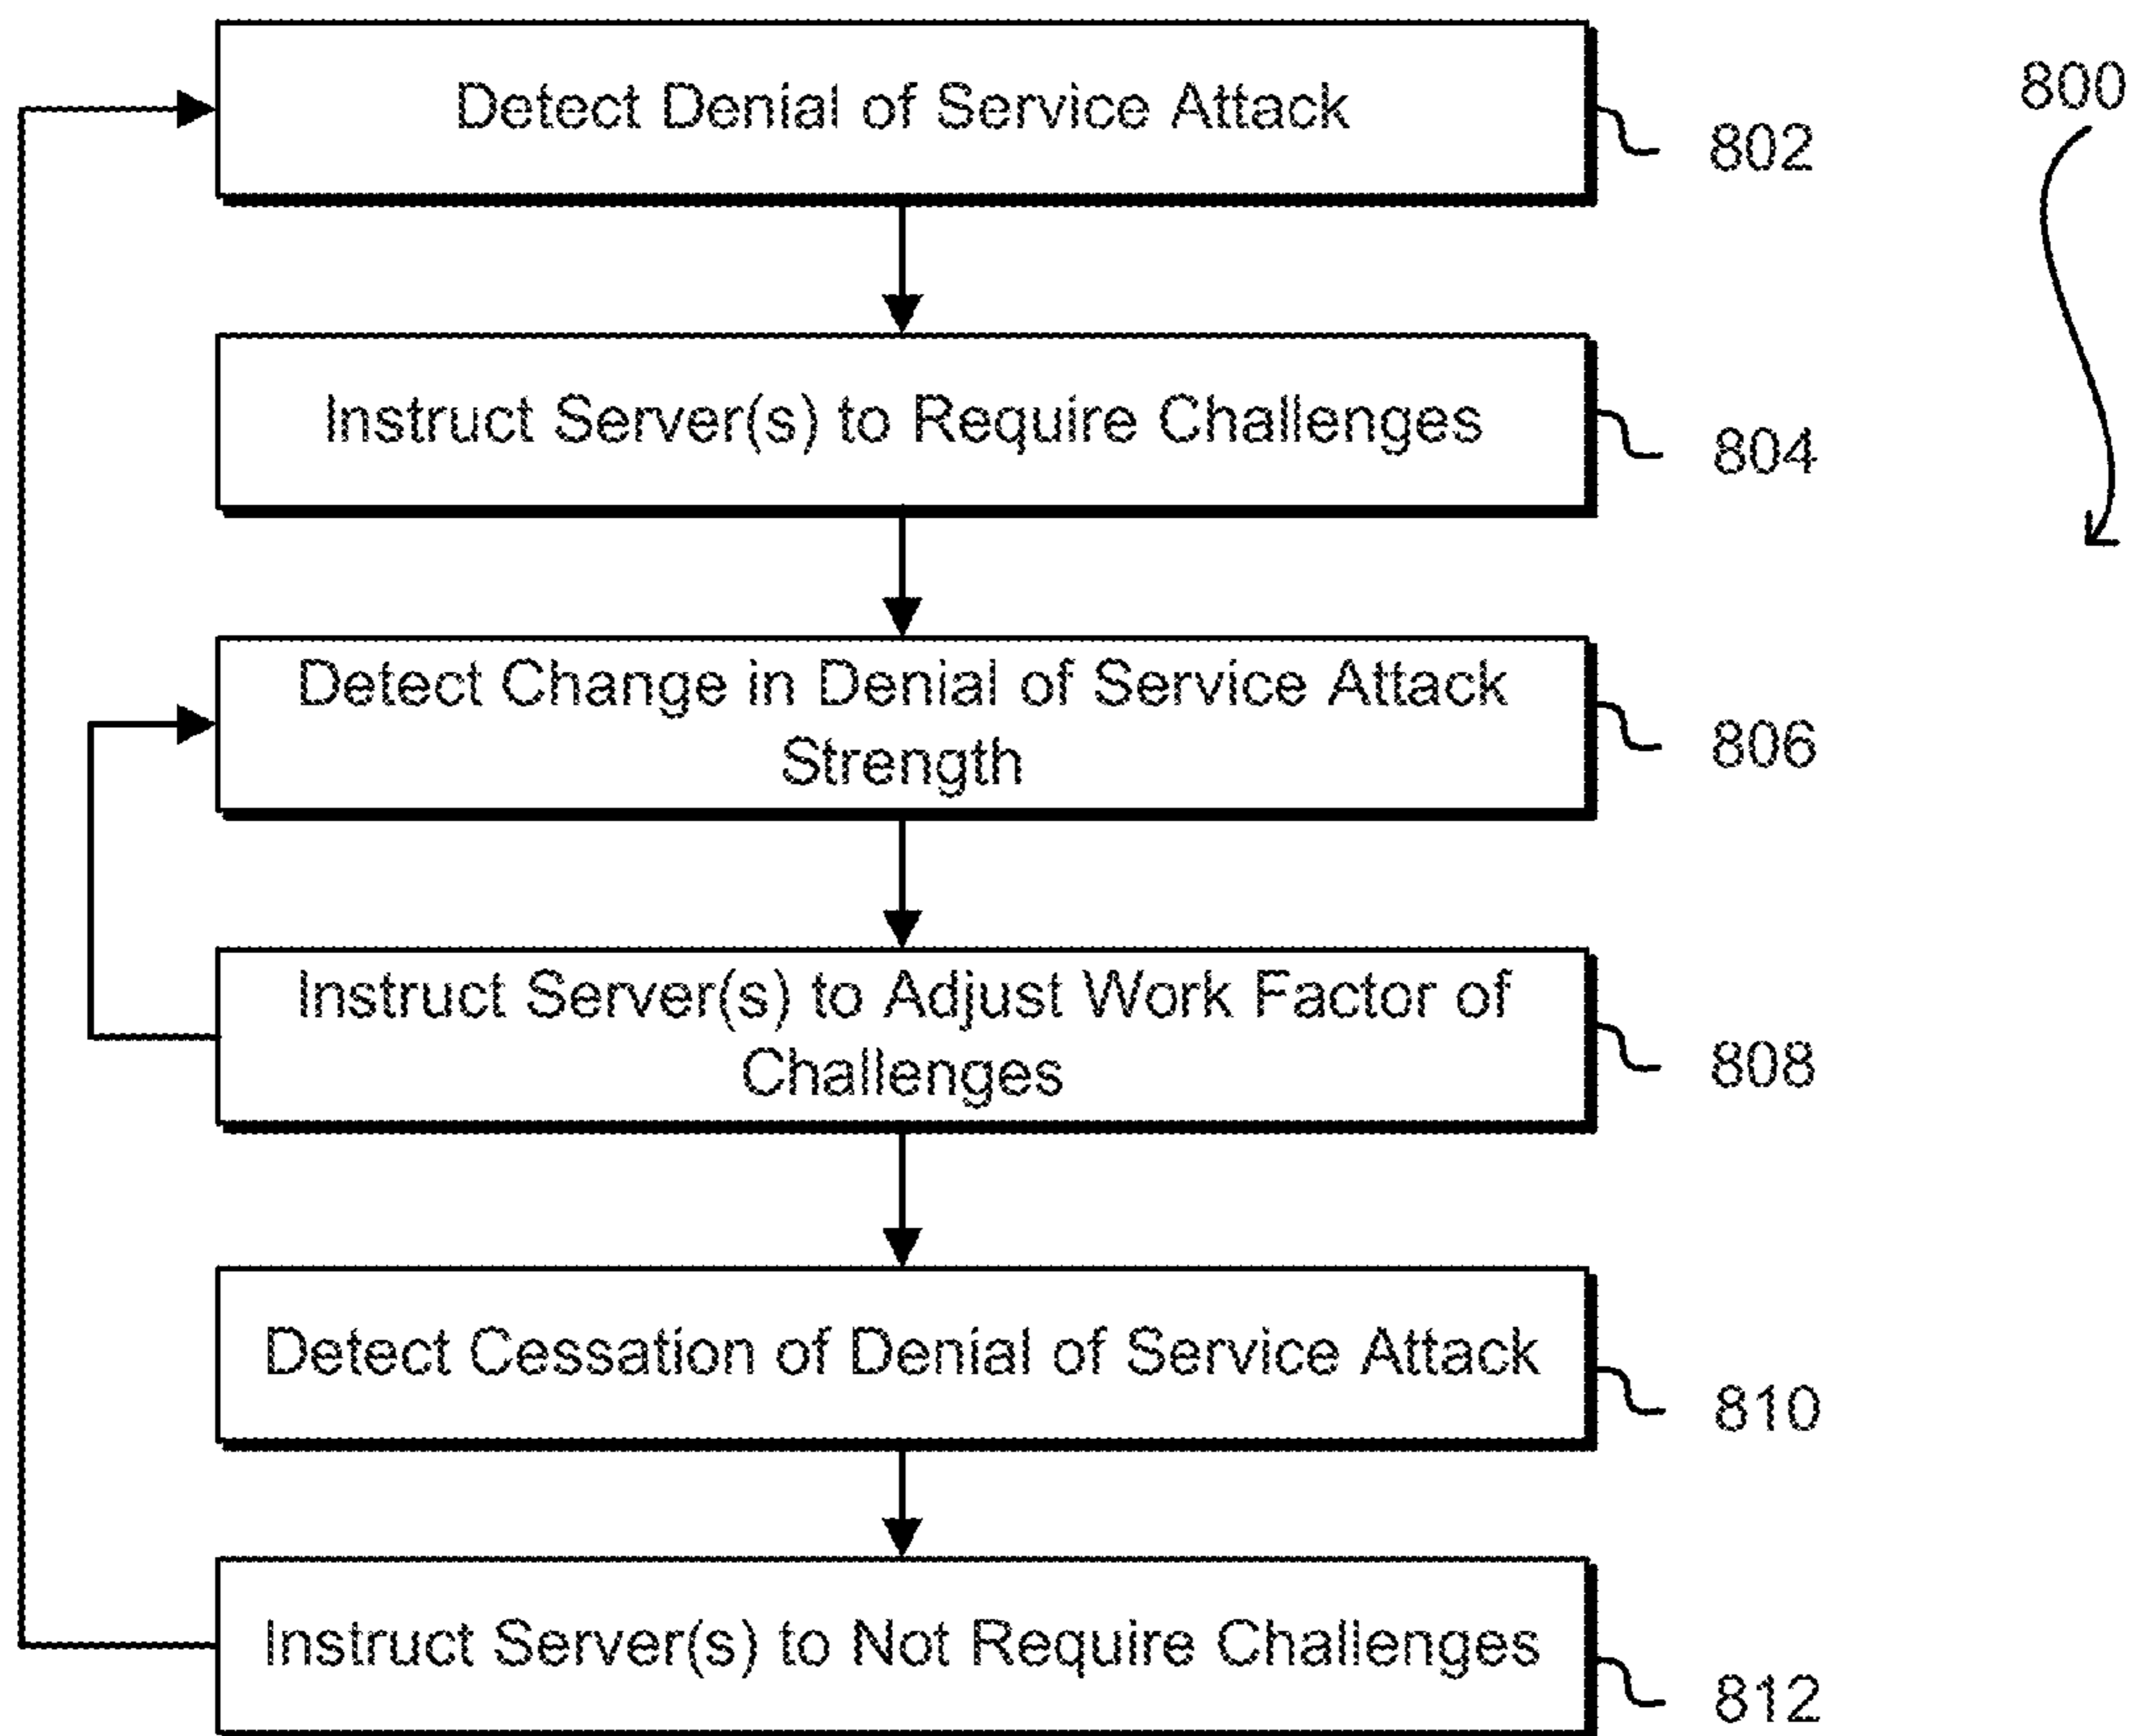 Detect Denial of Service Attack
802
800
Instruct Server(s) to Require Challenges
804
Detect Change in Denial of Service Attack
Strength
806
Instruct Server(s) to Adjust Work Factor of
Challenges
808
Detect Cessation of Denial of Service Attack
810
Instruct Server(s) to Not Require Challenges
812